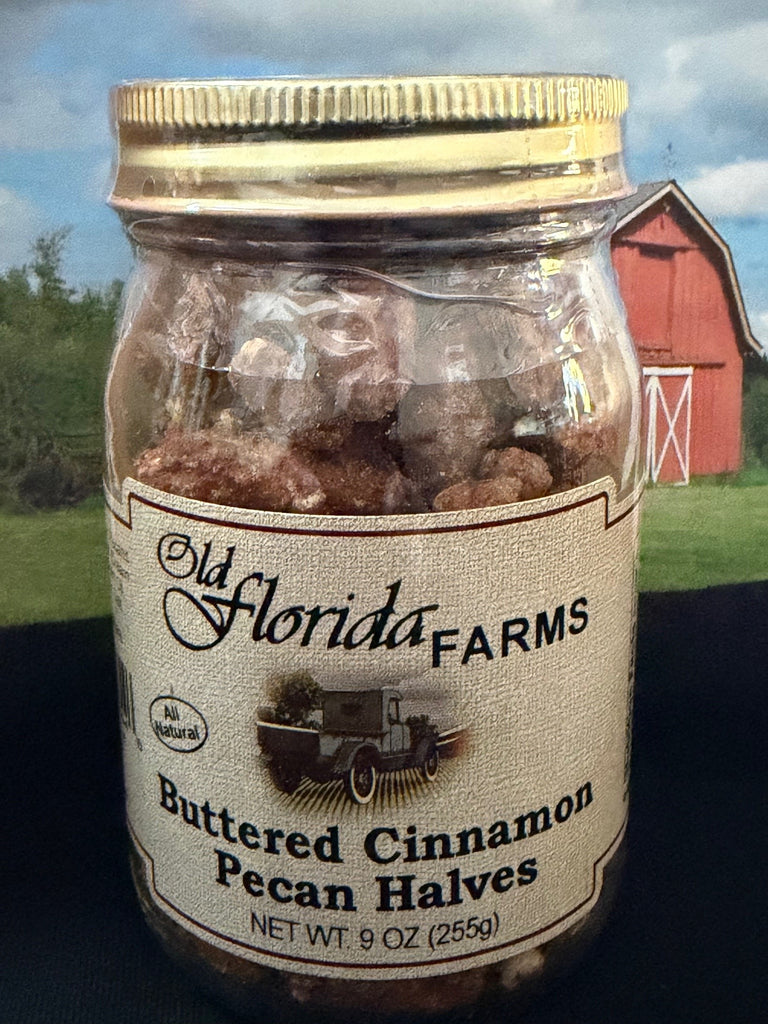 Old
Florida FARMS
All
Natural
Buttered Cinnamon
Pecan Halves
NET WT. 9 OZ (255g)